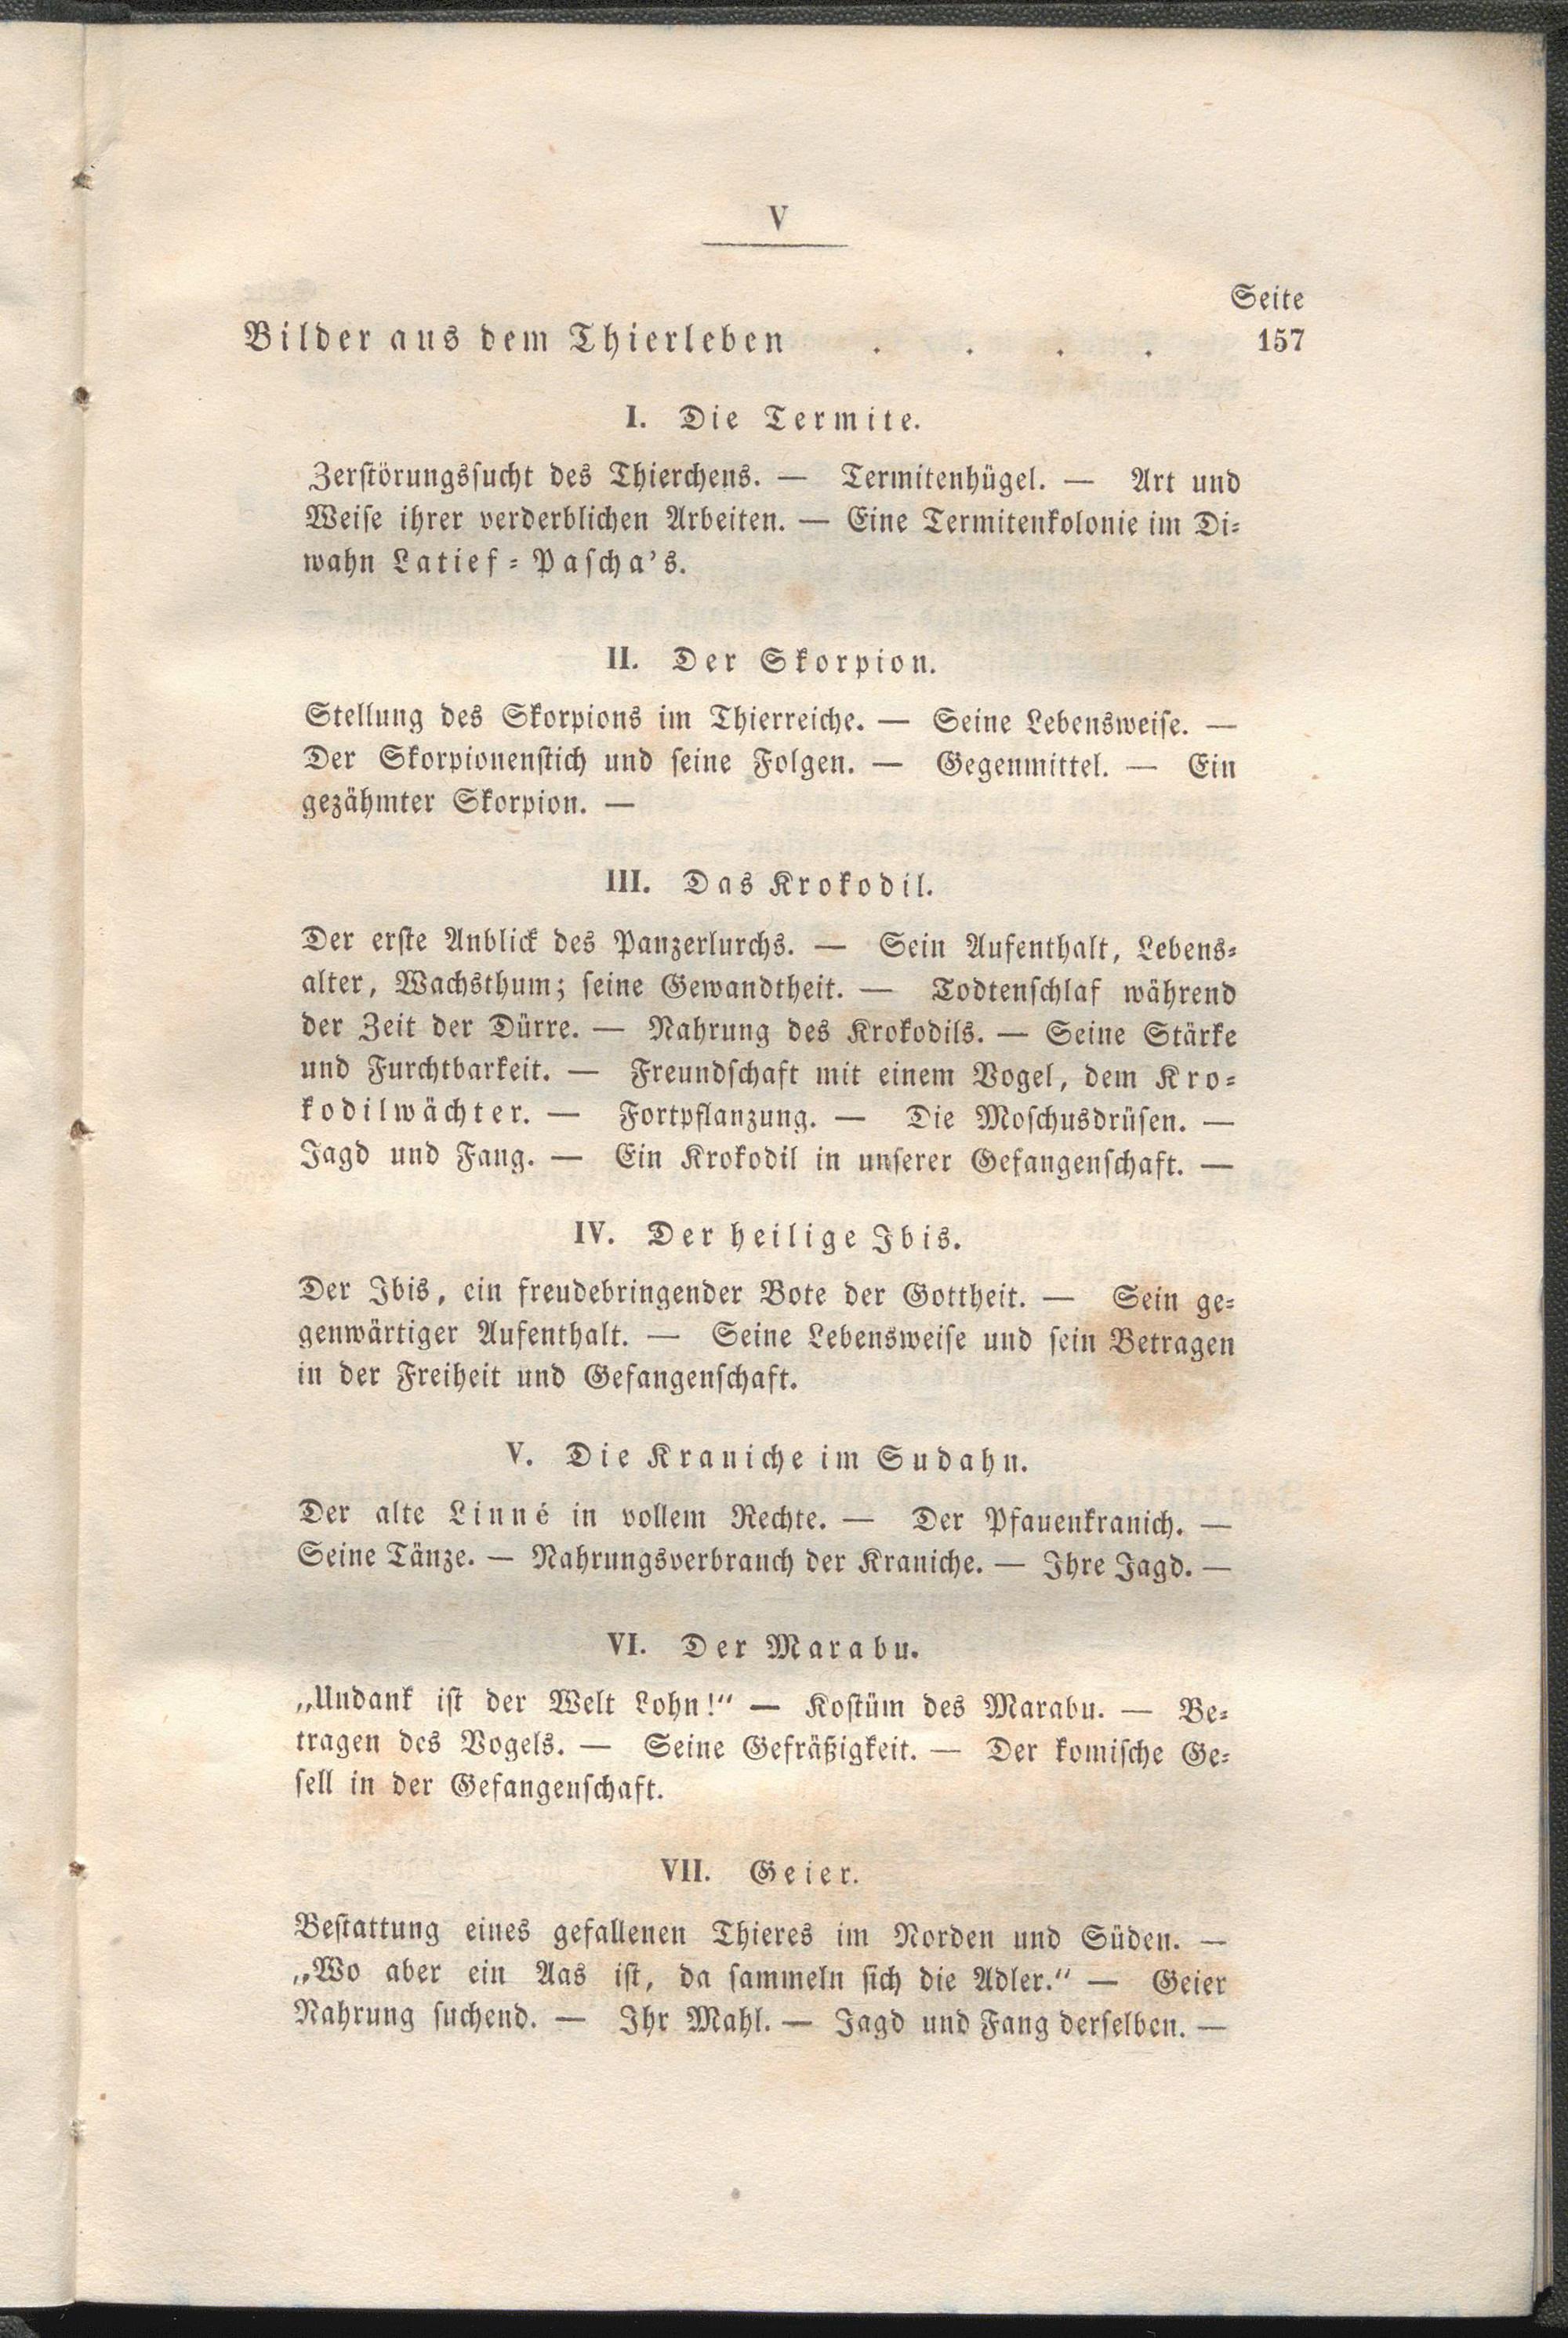 V
Seite
Bilder aus dem Thierleben . . . . 157
I. Die Termite.
Zerstörungssucht des Thierchens. — Termitenhügel. — Art und
Weise ihrer verderblichen Arbeiten. — Eine Termitenkolonie im Di-
wahn Latief-Pascha's.
II. Der Skorpion.
Stellung des Skorpions im Thierreiche. — Seine Lebensweise. —
Der Skorpionenstich und seine Folgen. — Gegenmittel. — Ein
gezähmter Skorpion. —
III. Das Krokodil.
Der erste Anblick des Panzerlurchs. — Sein Aufenthalt, Lebens-
alter, Wachsthum; seine Gewandtheit. — Todtenschlaf während
der Zeit der Dürre. — Nahrung des Krokodils. — Seine Stärke
und Furchtbarkeit. — Freundschaft mit einem Vogel, dem Kro-
kodilwächter. — Fortpflanzung. — Die Moschusdrüsen. —
Jagd und Fang. — Ein Krokodil in unserer Gefangenschaft. —
IV. Der heilige Ibis.
Der Ibis, ein freudebringender Bote der Gottheit. — Sein ge-
genwärtiger Aufenthalt. — Seine Lebensweise und sein Betragen
in der Freiheit und Gefangenschaft.
V. Die Kraniche im Sudahn.
Der alte Linné in vollem Rechte. — Der Pfauenkranich. —
Seine Tänze. — Nahrungsverbrauch der Kraniche. — Ihre Jagd. —
VI. Der Marabu.
„Undank ist der Welt Lohn!“ — Kostüm des Marabu. — Be-
tragen des Vogels. — Seine Gefräßigkeit. — Der komische Ge-
sell in der Gefangenschaft.
VII. Geier.
Bestattung eines gefallenen Thieres im Norden und Süden. —
„Wo aber ein Aas ist, da sammeln sich die Adler.“ — Geier
Nahrung suchend. — Ihr Mahl. — Jagd und Fang derselben. —